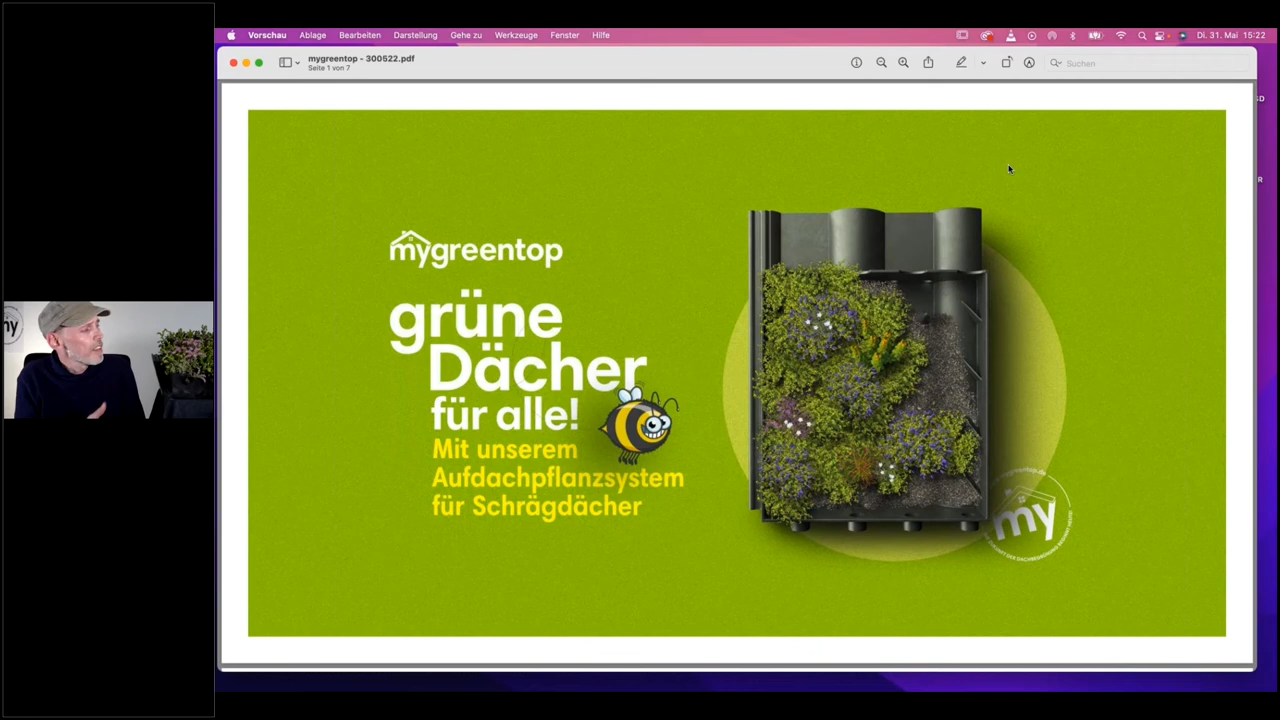 Vorschau Ablage Bearbeiten Darstellung Gehe zu Werkzeuge Fenster Hilfe
Di. 31. Mai 15:22
mygreentop - 300522.pdf
Seite 1 von 7
Suchen
mygreentop
grüne
Dächer
für alle!
Mit unserem
Aufdachpflanzsystem
für Schrägdächer
my
my